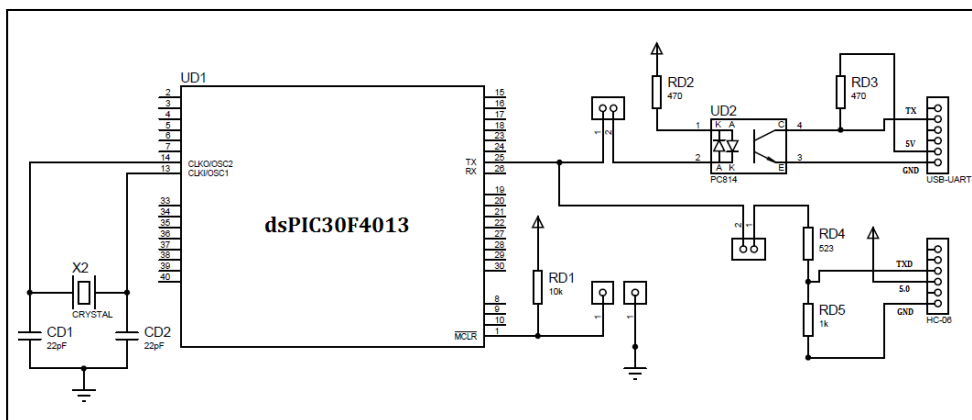 UD1
dsPIC30F4013
2
3
4
5
6
7
14
13
CLKO/OSC2
CLKI/OSC1
33
34
35
36
37
38
39
40
15
16
17
18
23
24
TX 25
RX 26
19
20
21
22
27
28
29
30
8
9
10
MCLR 1
X2
CRYSTAL
CD1
22pF
CD2
22pF
RD1
10k
1
1
1
2
RD2
470
UD2
1
2
K A
A K
C
E
4
3
PC814
RD3
470
TX
5V
GND
USB-UART
2
1
RD4
523
RD5
1k
TXD
5.0
GND
HC-06